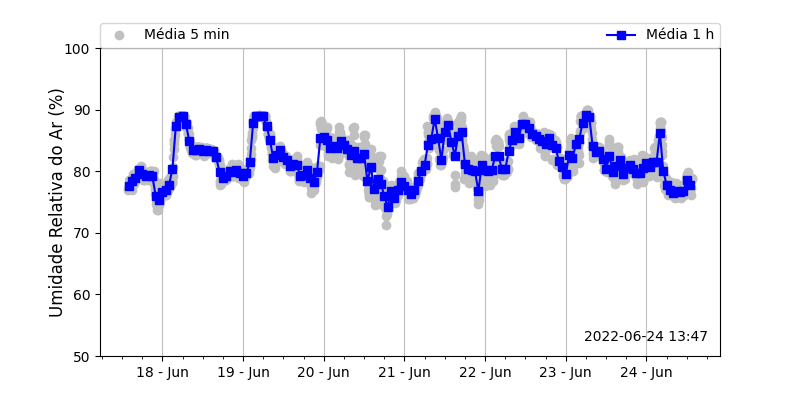 Média 5 min Média 1 h
100
90
80
70
60
50
Umidade Relativa do Ar (%)
2022-06-24 13:47
18 - Jun 19 - Jun 20 - Jun 21 - Jun 22 - Jun 23 - Jun 24 - Jun